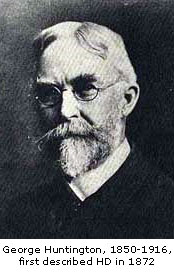 George Huntington, 1850-1916,
first described HD in 1872